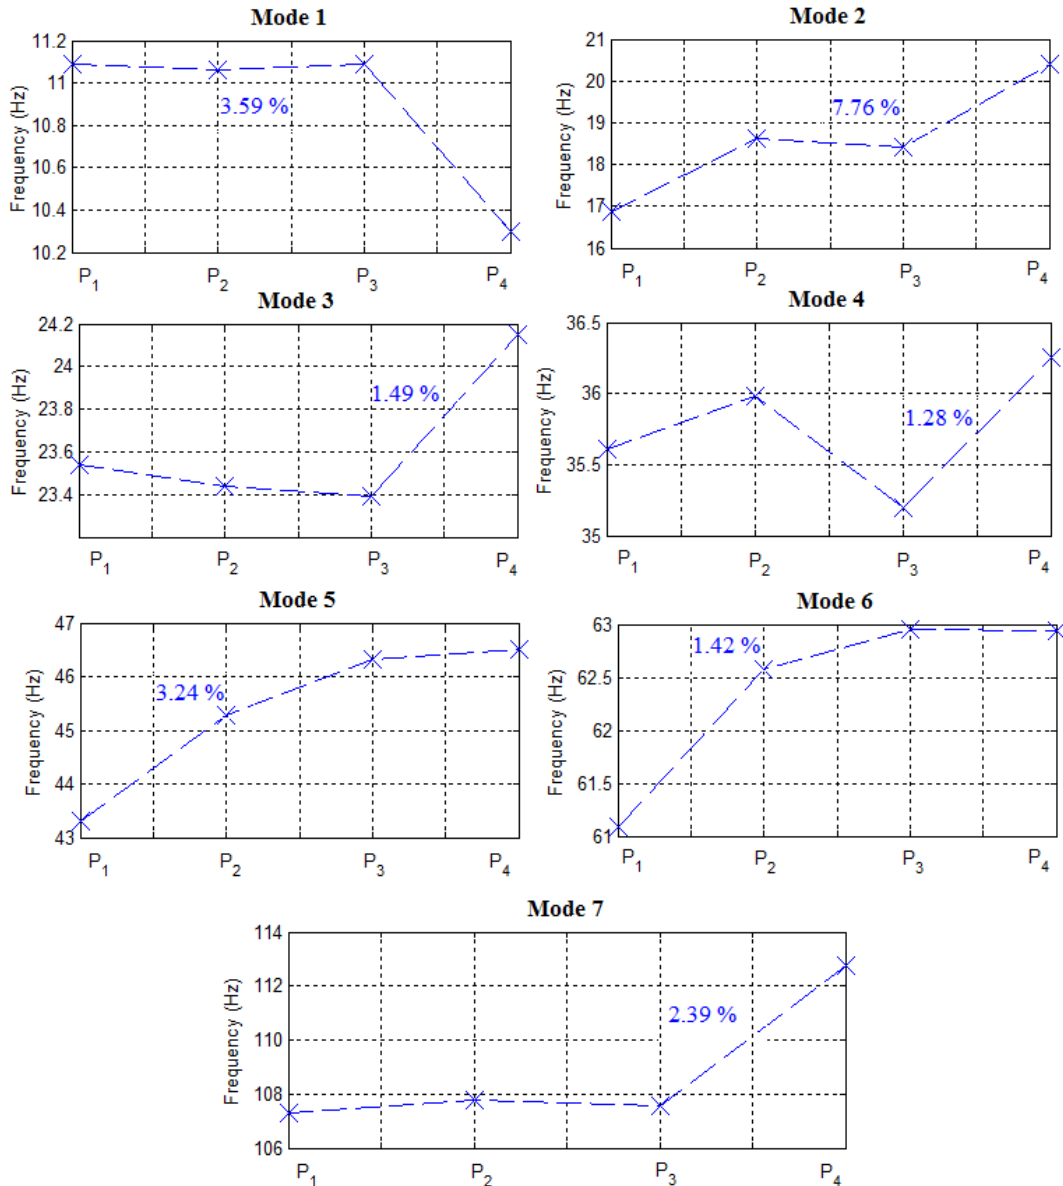 Mode 1
11.2
11
10.8
10.6
10.4
10.2
Frequency (Hz)
3.59 %
P1 P2 P3 P4
Mode 2
21
20
19
18
17
16
Frequency (Hz)
7.76 %
P1 P2 P3 P4
Mode 3
24.2
24
23.8
23.6
23.4
Frequency (Hz)
1.49 %
P1 P2 P3 P4
Mode 4
36.5
36
35.5
35
Frequency (Hz)
1.28 %
P1 P2 P3 P4
Mode 5
47
46
45
44
43
Frequency (Hz)
3.24 %
P1 P2 P3 P4
Mode 6
63
62.5
62
61.5
61
Frequency (Hz)
1.42 %
P1 P2 P3 P4
Mode 7
114
112
110
108
106
Frequency (Hz)
2.39 %
P1 P2 P3 P4